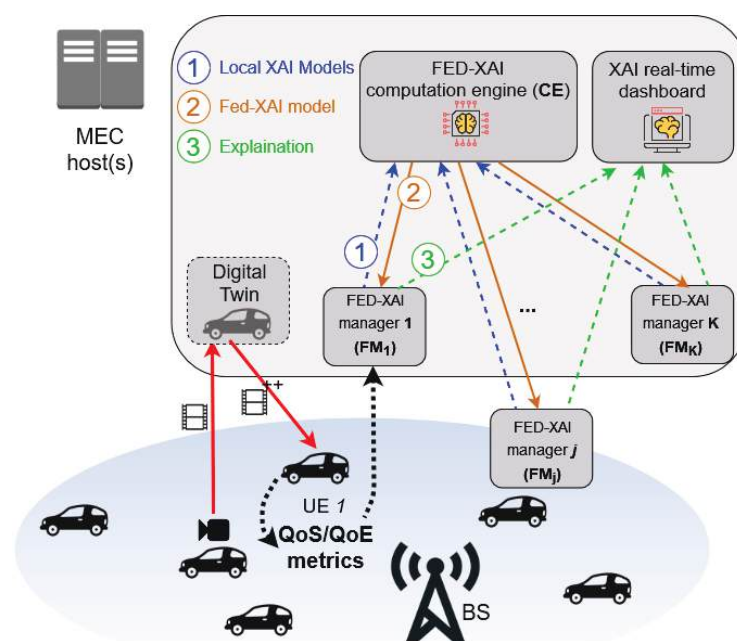 MEC
host(s)
1 Local XAI Models
2 Fed-XAI model
3 Explaination
FED-XAI
computation engine (CE)
XAI real-time
dashboard
2
1
3
Digital
Twin
FED-XAI
manager 1
(FM1)
...
FED-XAI
manager K
(FMK)
++
FED-XAI
manager j
(FMj)
UE 1
QoS/QoE
metrics
BS